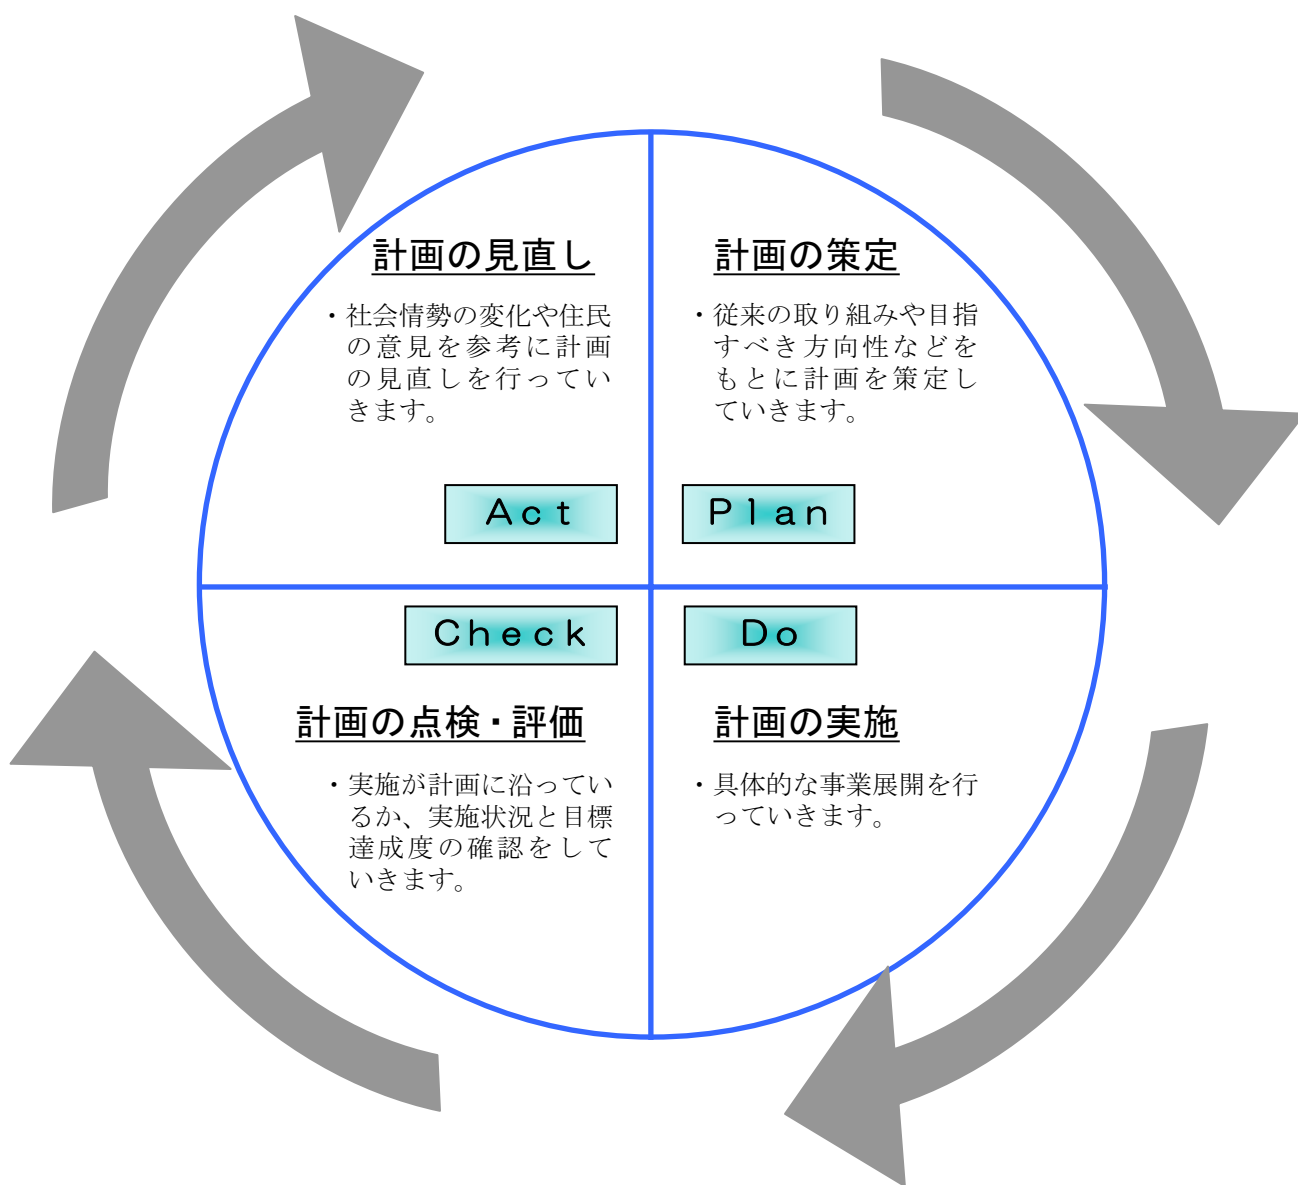 計画の見直し
・社会情勢の変化や住民
の意見を参考に計画
の見直しを行ってい
きます。
Ａｃｔ
計画の策定
・従来の取り組みや目指
すべき方向性などを
もとに計画を策定し
ていきます。
Ｐｌａｎ
Ｃｈｅｃｋ
計画の点検・評価
・実施が計画に沿ってい
るか、実施状況と目標
達成度の確認をして
いきます。
Ｄｏ
計画の実施
・具体的な事業展開を行
っていきます。